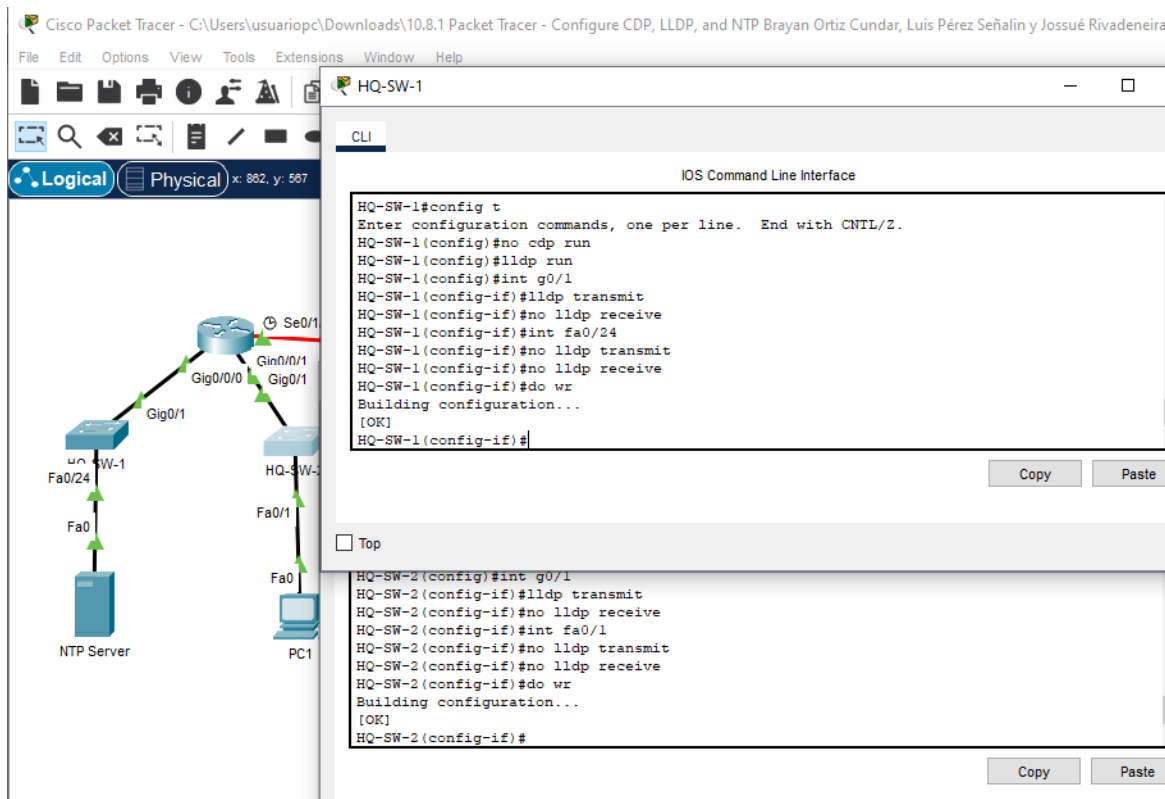 Cisco Packet Tracer - C:\Users\usuariopc\Downloads\10.8.1 Packet Tracer - Configure CDP, LLDP, and NTP Brayan Ortiz Cundar, Luis Pérez Señalin y Jossué Rivadeneira
File Edit Options View Tools Extensions Window Help
HQ-SW-1
CLI
Logical Physical x: 862, y: 567
IOS Command Line Interface
HQ-SW-1#config t
Enter configuration commands, one per line. End with CNTL/Z.
HQ-SW-1(config)#no cdp run
HQ-SW-1(config)#lldp run
HQ-SW-1(config)#int g0/1
HQ-SW-1(config-if)#lldp transmit
HQ-SW-1(config-if)#no lldp receive
HQ-SW-1(config-if)#int fa0/24
HQ-SW-1(config-if)#no lldp transmit
HQ-SW-1(config-if)#no lldp receive
HQ-SW-1(config-if)#do wr
Building configuration...
[OK]
HQ-SW-1(config-if)#
Copy Paste
Top
Se0/1
Gig0/0/1
Gig0/0/0 Gig0/1
Gig0/1
HQ-SW-1
HQ-SW-2
Fa0/24
Fa0/1
Fa0
Fa0
NTP Server
PC1
HQ-SW-2(config)#int g0/1
HQ-SW-2(config-if)#lldp transmit
HQ-SW-2(config-if)#no lldp receive
HQ-SW-2(config-if)#int fa0/1
HQ-SW-2(config-if)#no lldp transmit
HQ-SW-2(config-if)#no lldp receive
HQ-SW-2(config-if)#do wr
Building configuration...
[OK]
HQ-SW-2(config-if)#
Copy Paste